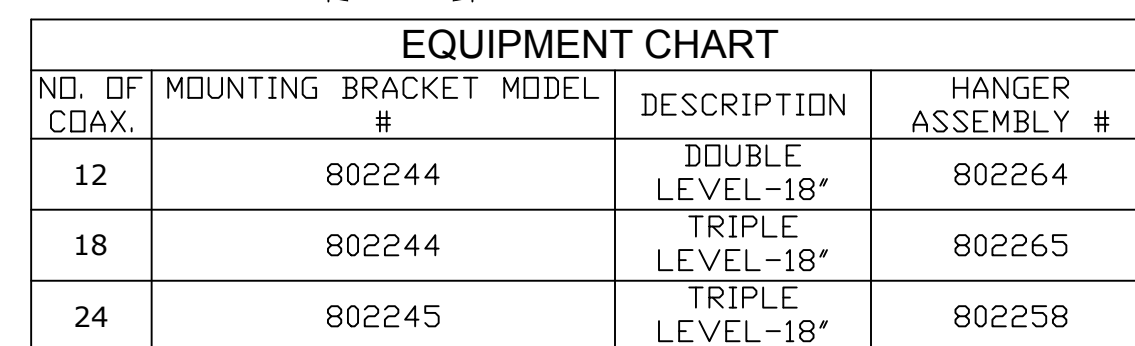 EQUIPMENT CHART
NO. OF COAX.
MOUNTING BRACKET MODEL #
DESCRIPTION
HANGER ASSEMBLY #
12
802244
DOUBLE LEVEL-18"
802264
18
802244
TRIPLE LEVEL-18"
802265
24
802245
TRIPLE LEVEL-18"
802258